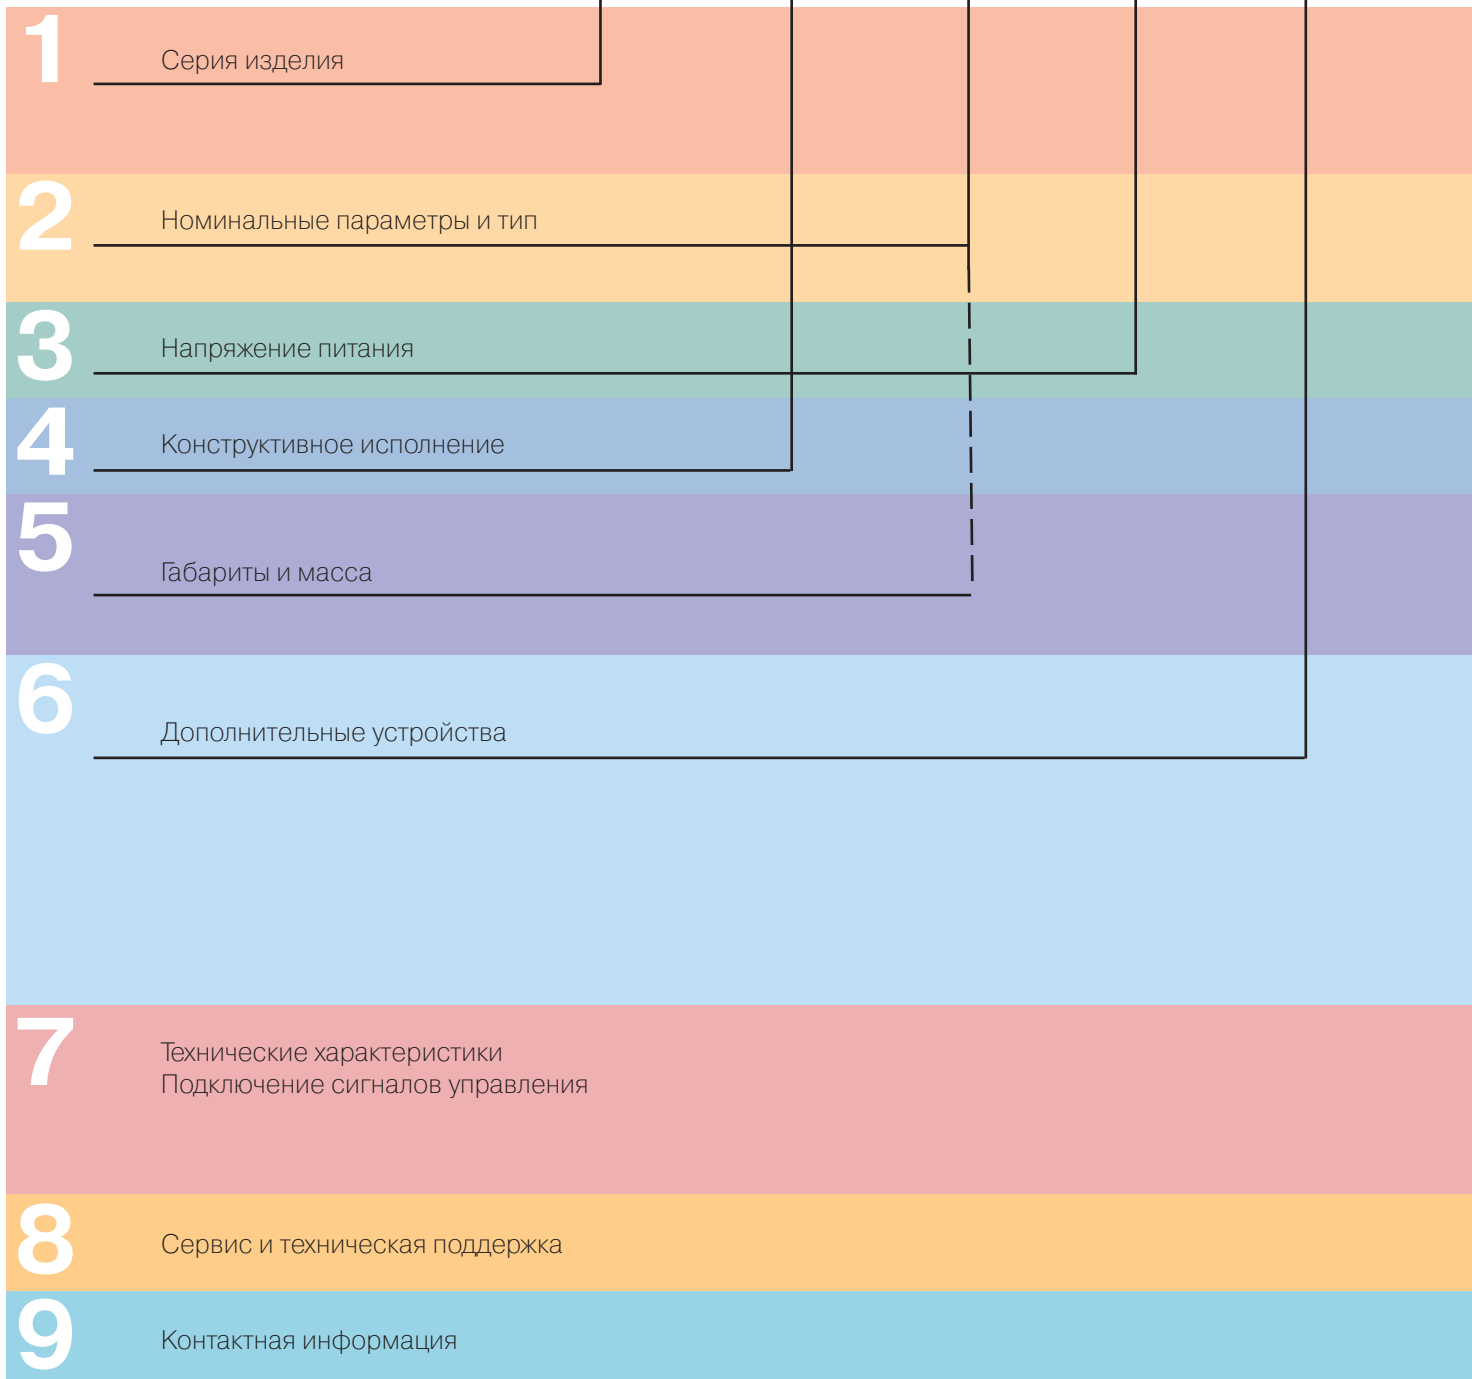 1
Серия изделия
2
Номинальные параметры и тип
3
Напряжение питания
4
Конструктивное исполнение
5
Габариты и масса
6
Дополнительные устройства
7
Технические характеристики
Подключение сигналов управления
8
Сервис и техническая поддержка
9
Контактная информация